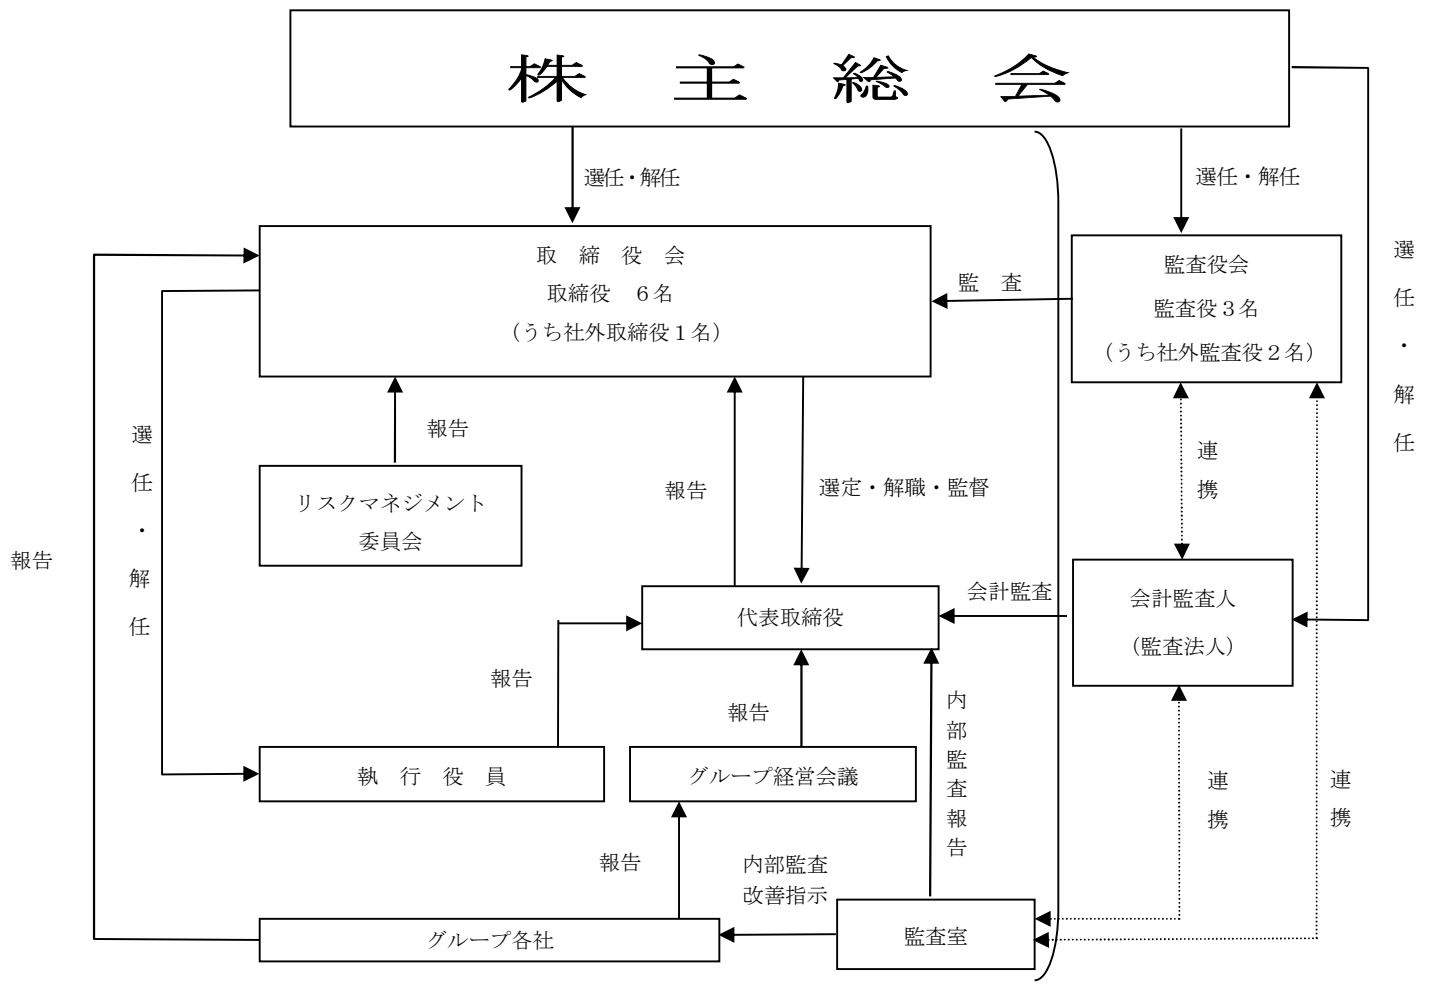 株　主　総　会
選任・解任
選任・解任
選任・解任
取　締　役　会
取締役　６名
（うち社外取締役１名）
監　査
監査役会
監査役３名
（うち社外監査役２名）
報告
選任・解任
報告
リスクマネジメント
委員会
報告
選定・解職・監督
連携
代表取締役
会計監査
会計監査人
（監査法人）
報告
報告
内部監査報告
執　行　役　員
グループ経営会議
連携
連携
報告
内部監査
改善指示
グループ各社
監査室